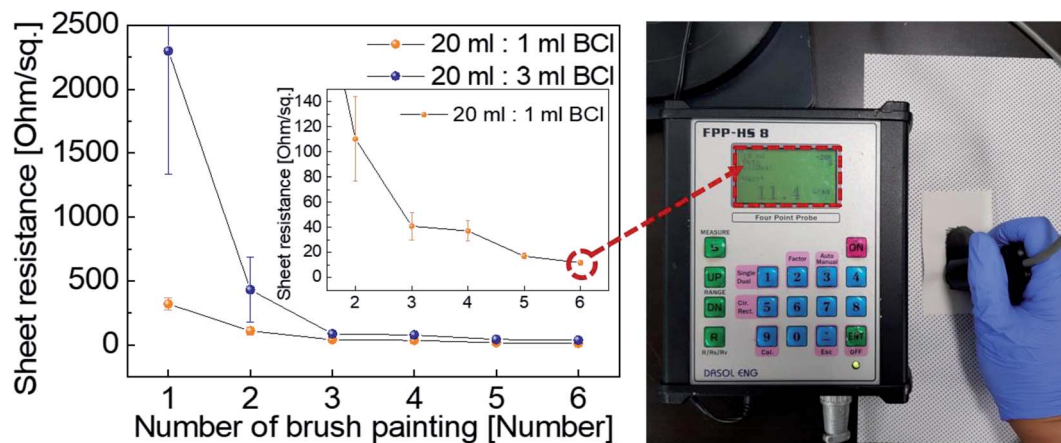 Sheet resistance [Ohm/sq.]
2500
2000
1500
1000
500
0
1 2 3 4 5 6
Number of brush painting [Number]
20 ml : 1 ml BCl
20 ml : 3 ml BCl
Sheet resistance [Ohm/sq.]
140
120
100
80
60
40
20
0
2 3 4 5 6
20 ml : 1 ml BCl
FPP-HS 8
11.4
Four Point Probe
MEASURE
S
ON
Factor
Auto
Manual
UP
Single
Dual
1 2 3 4
RANGE
DN
Cir.
Rect.
5 6 7 8
R
9 0
ENT
R/Rs/Rv
Cal.
Esc
OFF
DASOL ENG